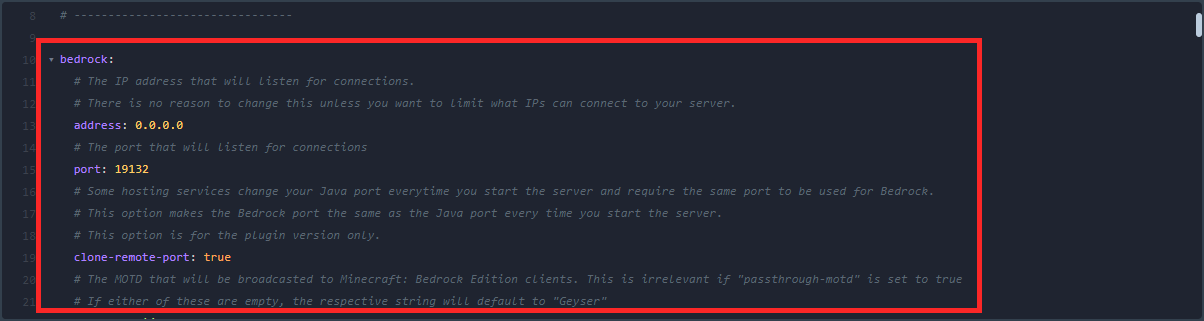 8 # --------------------------------
9
10 bedrock:
11 # The IP address that will listen for connections.
12 # There is no reason to change this unless you want to limit what IPs can connect to your server.
13 address: 0.0.0.0
14 # The port that will listen for connections
15 port: 19132
16 # Some hosting services change your Java port everytime you start the server and require the same port to be used for Bedrock.
17 # This option makes the Bedrock port the same as the Java port every time you start the server.
18 # This option is for the plugin version only.
19 clone-remote-port: true
20 # The MOTD that will be broadcasted to Minecraft: Bedrock Edition clients. This is irrelevant if "passthrough-motd" is set to true
21 # If either of these are empty, the respective string will default to "Geyser"